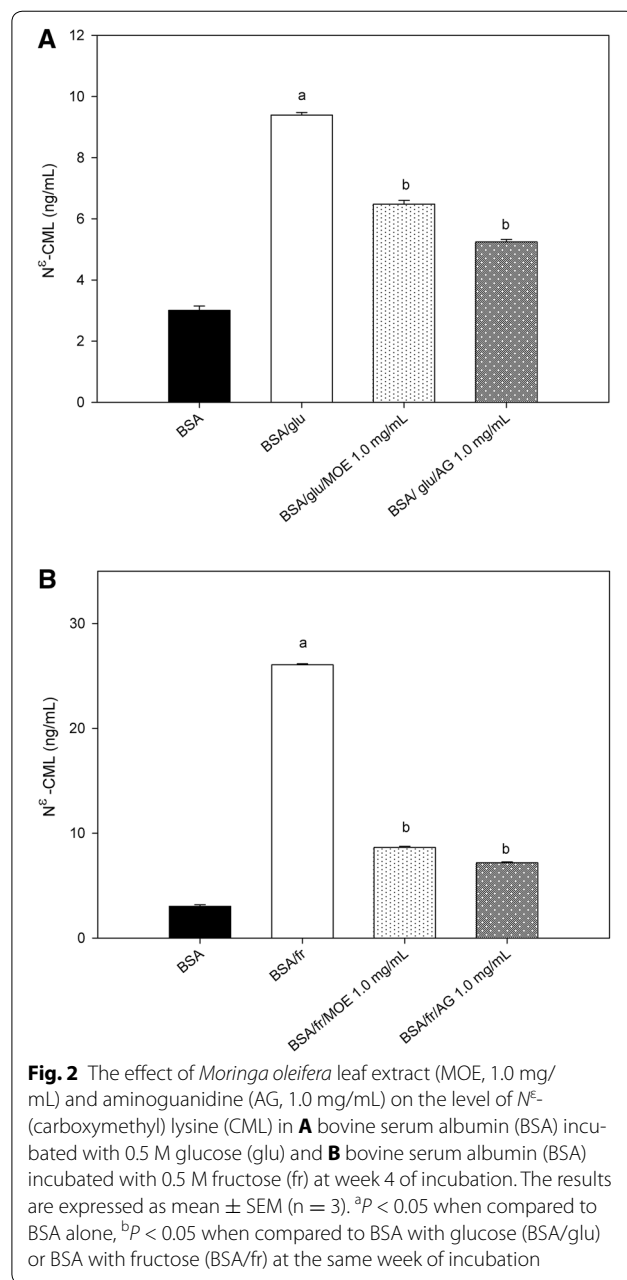 A
12
10
8
6
4
2
0
N^ε-CML (ng/mL)
a
b
b
BSA
BSA/glu
BSA/glu/MOE 1.0 mg/mL
BSA/ glu/AG 1.0 mg/mL
B
30
20
10
0
N^ε -CML (ng/mL)
a
b
b
BSA
BSA/fr
BSA/fr/MOE 1.0 mg/mL
BSA/fr/AG 1.0 mg/mL
Fig. 2 The effect of Moringa oleifera leaf extract (MOE, 1.0 mg/
mL) and aminoguanidine (AG, 1.0 mg/mL) on the level of N^ε-
(carboxymethyl) lysine (CML) in A bovine serum albumin (BSA) incu-
bated with 0.5 M glucose (glu) and B bovine serum albumin (BSA)
incubated with 0.5 M fructose (fr) at week 4 of incubation. The results
are expressed as mean ± SEM (n = 3). ^aP < 0.05 when compared to
BSA alone, ^bP < 0.05 when compared to BSA with glucose (BSA/glu)
or BSA with fructose (BSA/fr) at the same week of incubation